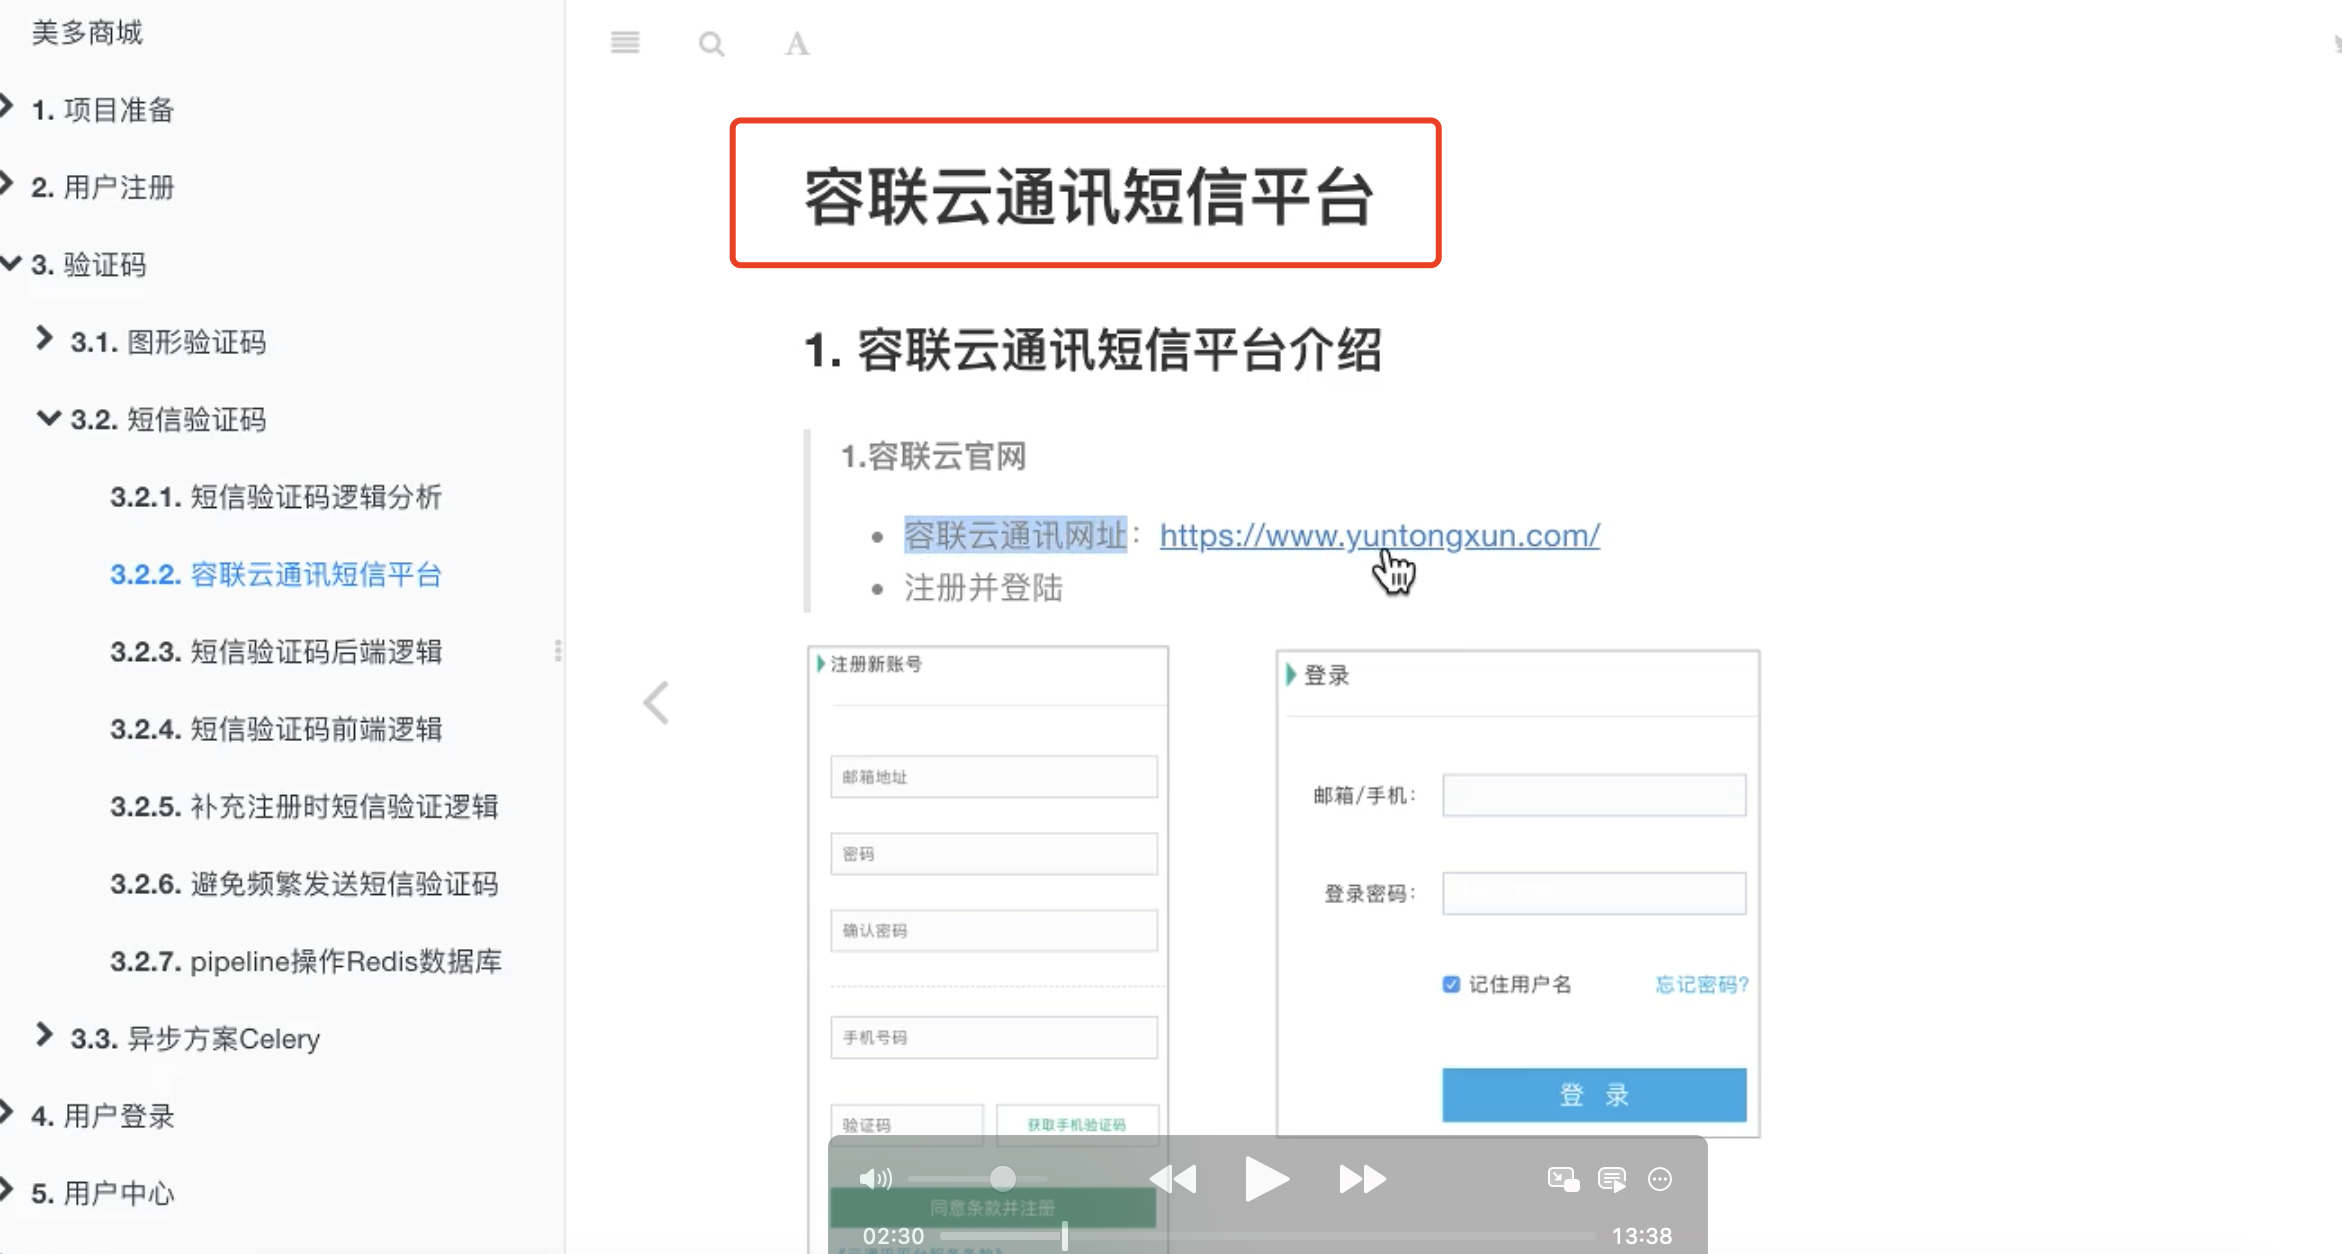 美多商城
1. 项目准备
2. 用户注册
3. 验证码
3.1. 图形验证码
3.2. 短信验证码
3.2.1. 短信验证码逻辑分析
3.2.2. 容联云通讯短信平台
3.2.3. 短信验证码后端逻辑
3.2.4. 短信验证码前端逻辑
3.2.5. 补充注册时短信验证逻辑
3.2.6. 避免频繁发送短信验证码
3.2.7. pipeline操作Redis数据库
3.3. 异步方案Celery
4. 用户登录
5. 用户中心
A
容联云通讯短信平台
1. 容联云通讯短信平台介绍
1.容联云官网
容联云通讯网址：https://www.yuntongxun.com/
注册并登陆
注册新账号
邮箱地址
密码
确认密码
手机号码
验证码 获取手机验证码
同意条款并注册
登录
邮箱/手机：
登录密码：
记住用户名 忘记密码?
登 录
02:30 13:38